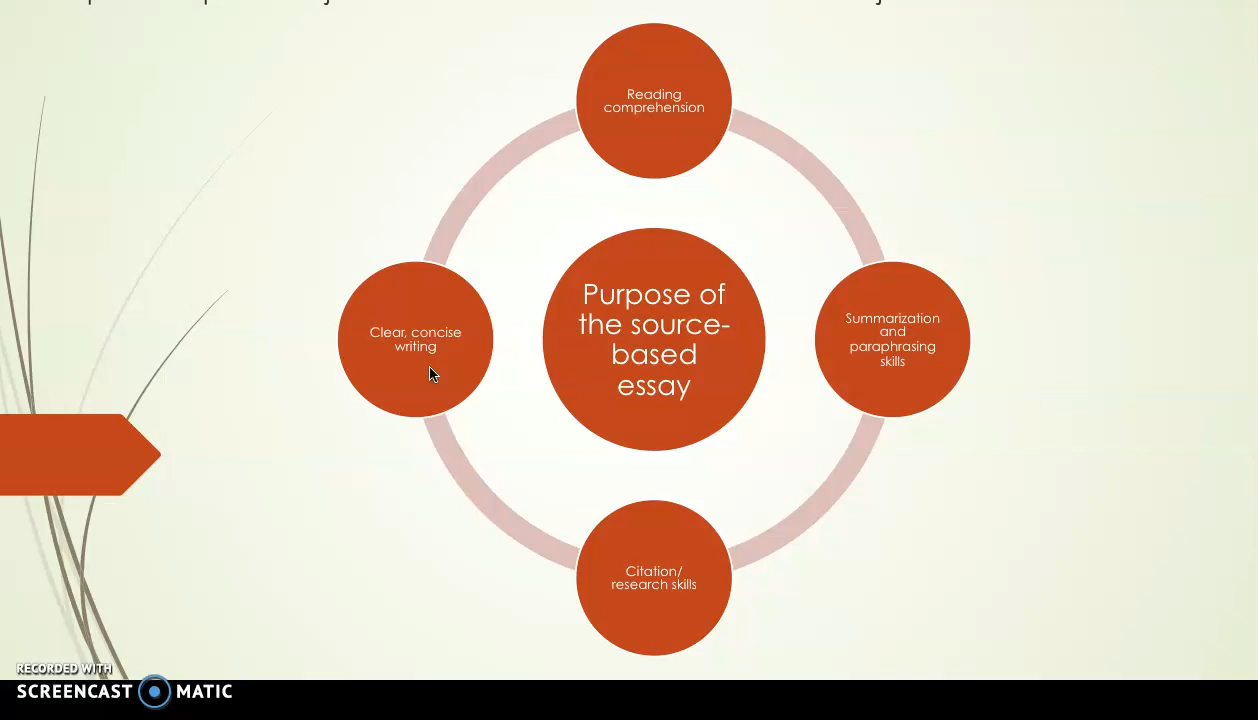 Reading
comprehension
Purpose of
the source-
based
essay
Clear, concise
writing
Summarization
and
paraphrasing
skills
Citation/
research skills
RECORDED WITH
SCREENCAST MATIC